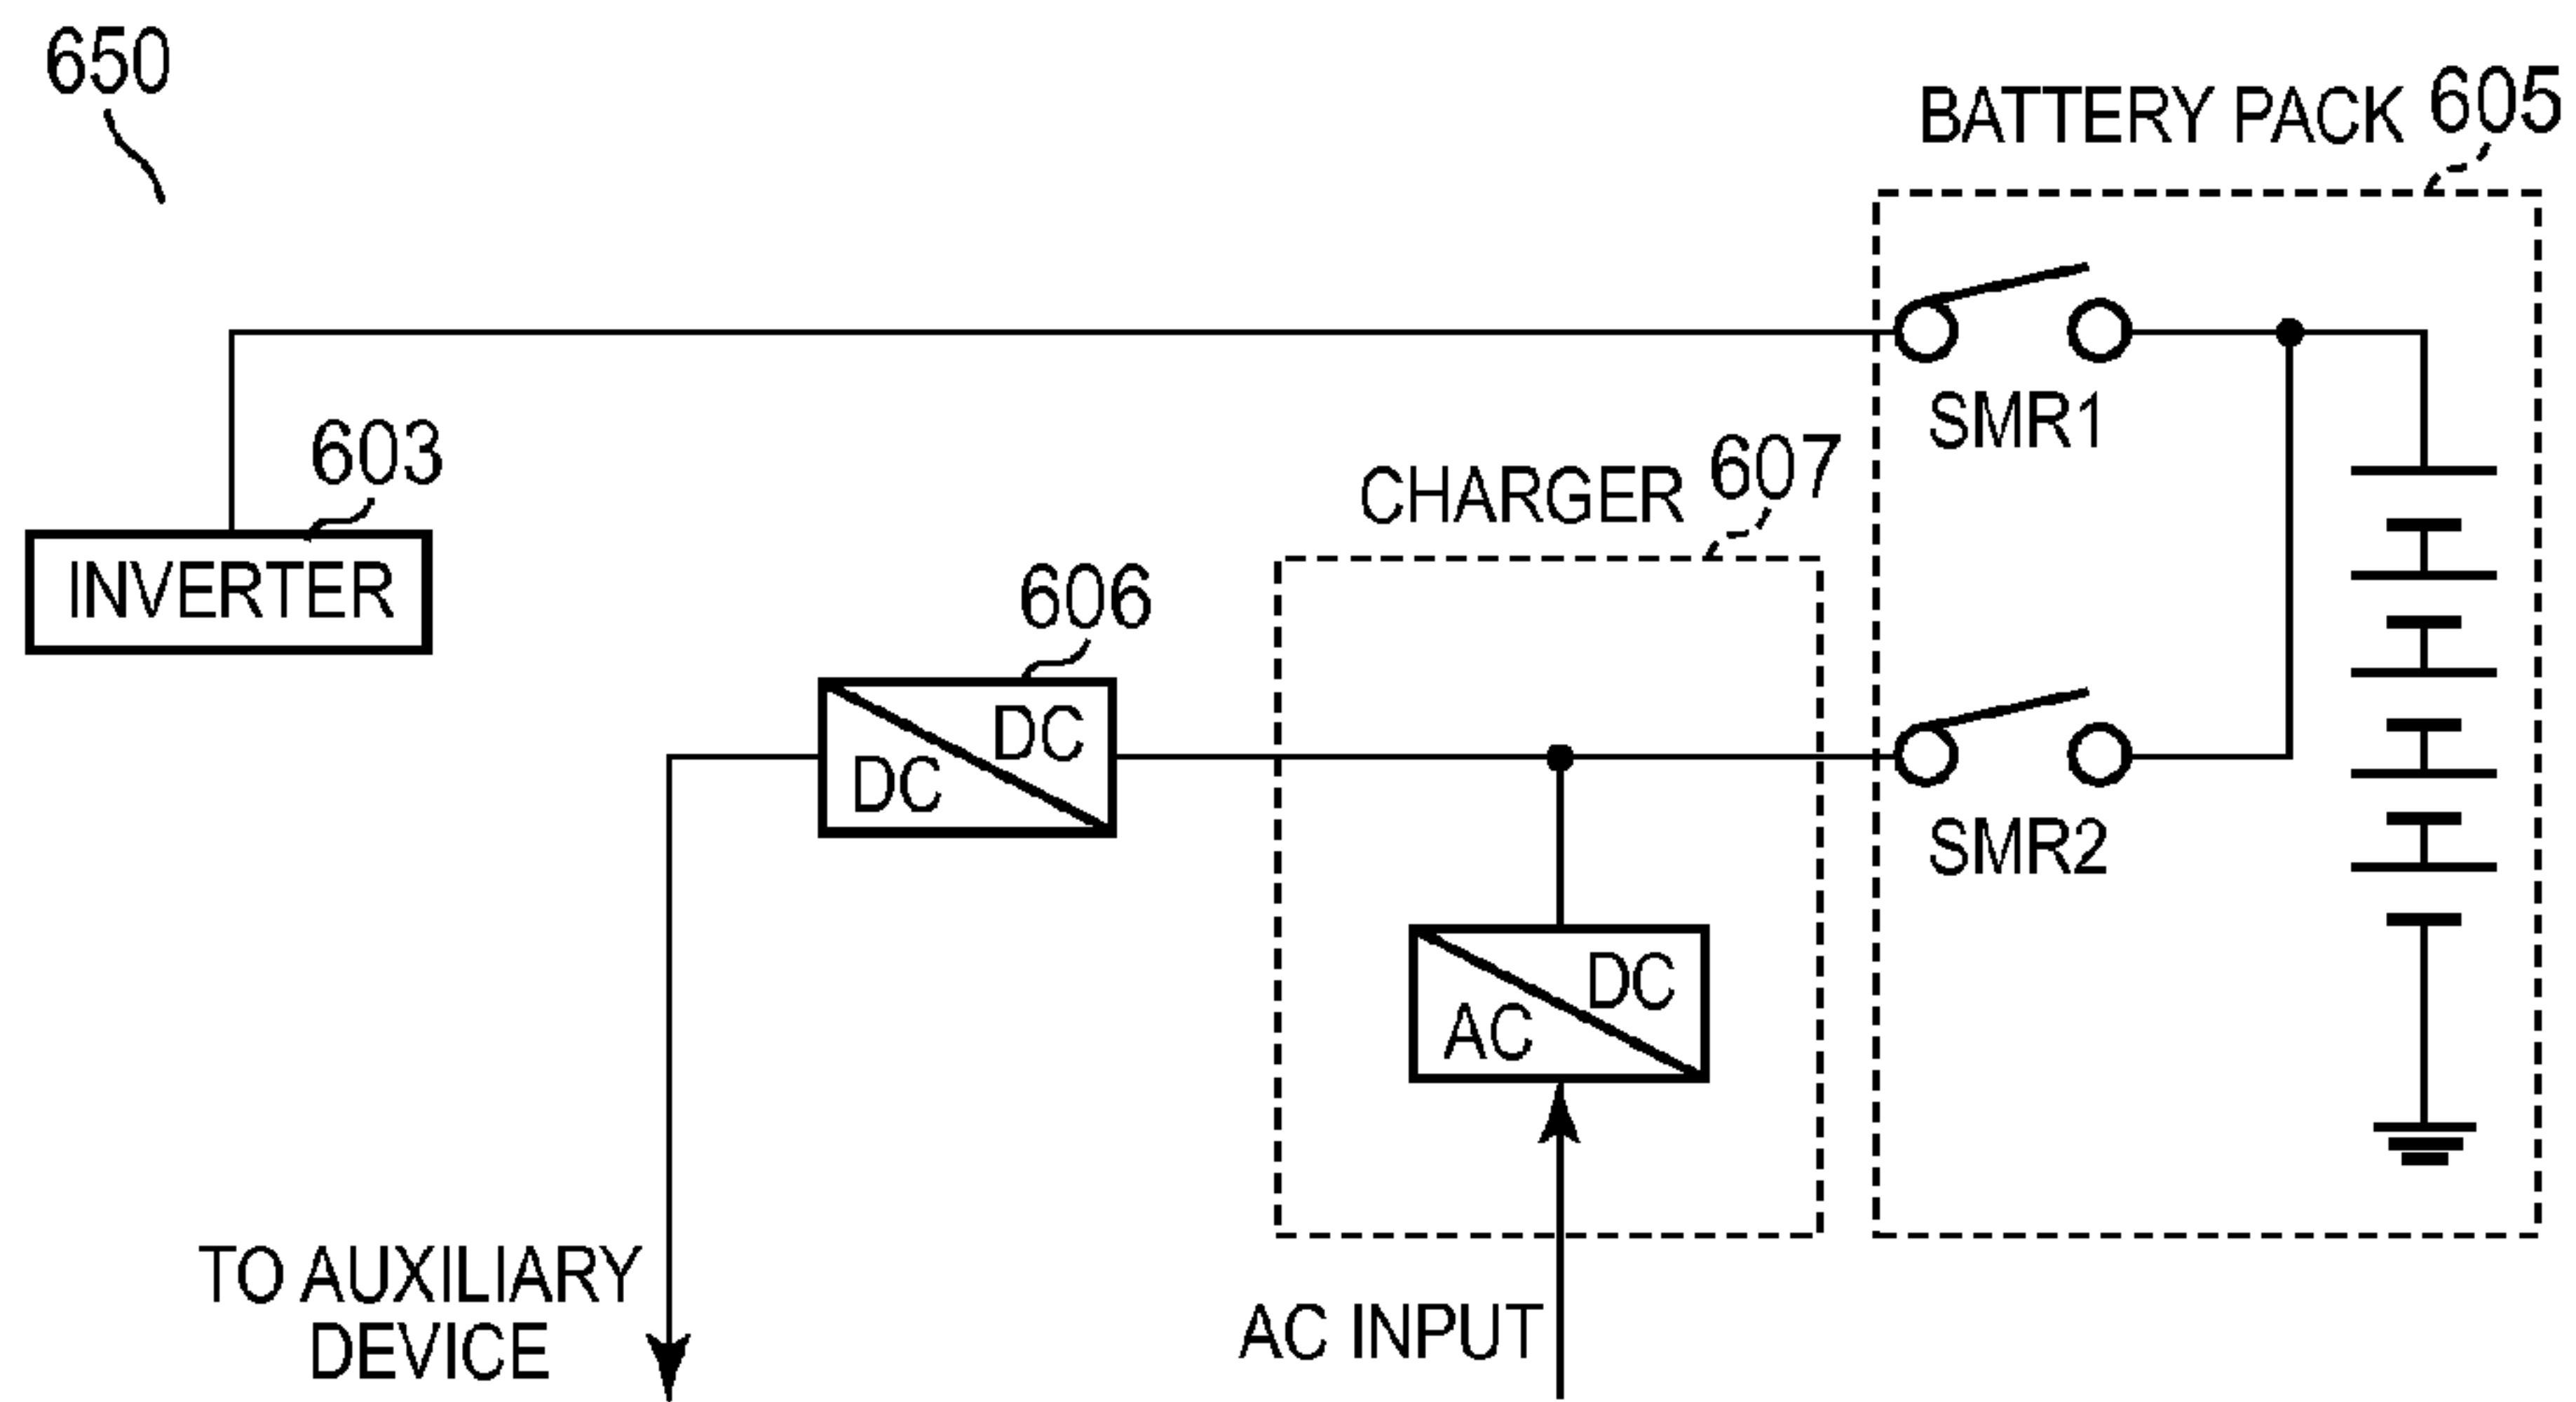 650
BATTERY PACK 605
SMR1
603
CHARGER 607
INVERTER
606
DC
DC
SMR2
DC
AC
TO AUXILIARY
DEVICE
AC INPUT